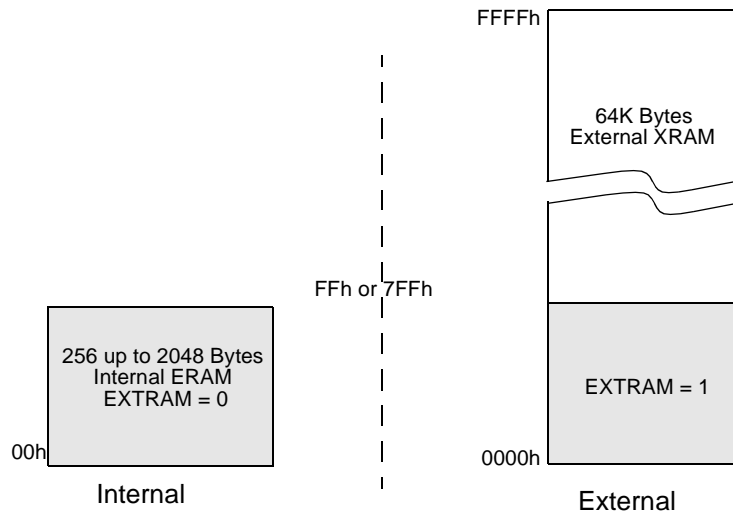 FFFFh
64K Bytes
External XRAM
FFh or 7FFh
256 up to 2048 Bytes
Internal ERAM
EXTRAM = 0
EXTRAM = 1
00h
0000h
Internal
External